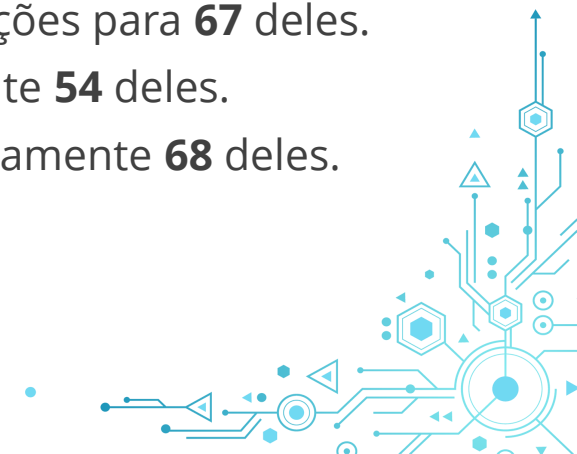 ções para 67 deles.
te 54 deles.
amente 68 deles.